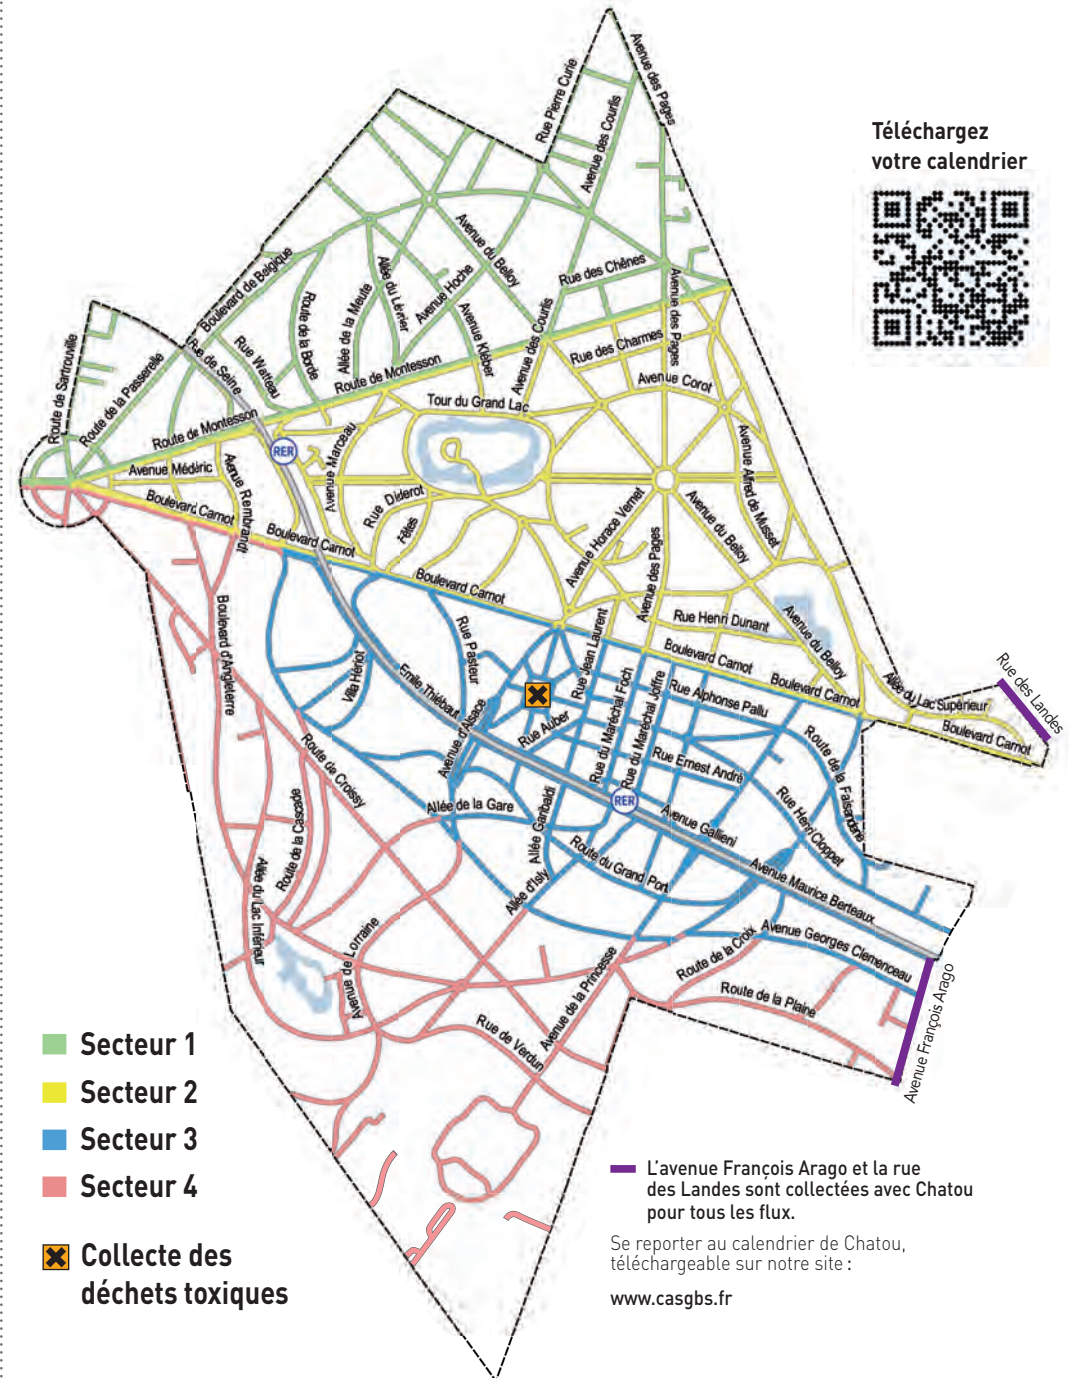 Téléchargez
votre calendrier
Rue Pierre Curie
Avenue des Pages
Avenue des Courlis
Avenue du Belloy
Rue des Chênes
Avenue des Pages
Boulevard de Belgique
Route de la Borde
Allée de la Meute
Allée du Lévrier
Avenue Hoche
Avenue Kléber
Avenue des Courlis
Rue des Charmes
Avenue Corot
Route de Sartrouville
Route de la Passerelle
Rue de Seine
Rue Watteau
Route de Montesson
Route de Montesson
Tour du Grand Lac
RER
Avenue Médéric
Avenue Rembrandt
Avenue Marceau
Rue Diderot
Fêtes
Avenue Horace Vernet
Avenue des Pages
Avenue du Belloy
Avenue Alfred de Musset
Boulevard Carnot
Boulevard Carnot
Boulevard Carnot
Rue Henri Dunant
Avenue du Belloy
Boulevard Carnot
Boulevard Carnot
Allée du Lac Supérieur
Boulevard Carnot
Rue des Landes
Boulevard d'Angleterre
Villa Hériot
Emile Thiébaut
Rue Pasteur
Avenue d'Alsace
Rue Auber
Rue Jean Laurent
Rue du Maréchal Foch
Rue du Maréchal Joffre
Rue Alphonse Pallu
Rue Ernest André
Route de la Faisanderie
Rue Henri Cloppet
Route de Croissy
Allée de la Gare
Allée Garibaldi
RER
Avenue Gallieni
Route du Grand Port
Avenue Maurice Berteaux
Allée d'Isly
Route de la Cascade
Allée du Lac Inférieur
Avenue de Lorraine
Avenue de la Princesse
Route de la Croix
Avenue Georges Clemenceau
Route de la Plaine
Rue de Verdun
Avenue François Arago
Secteur 1
Secteur 2
Secteur 3
Secteur 4
Collecte des
déchets toxiques
L'avenue François Arago et la rue
des Landes sont collectées avec Chatou
pour tous les flux.
Se reporter au calendrier de Chatou,
téléchargeable sur notre site :
www.casgbs.fr